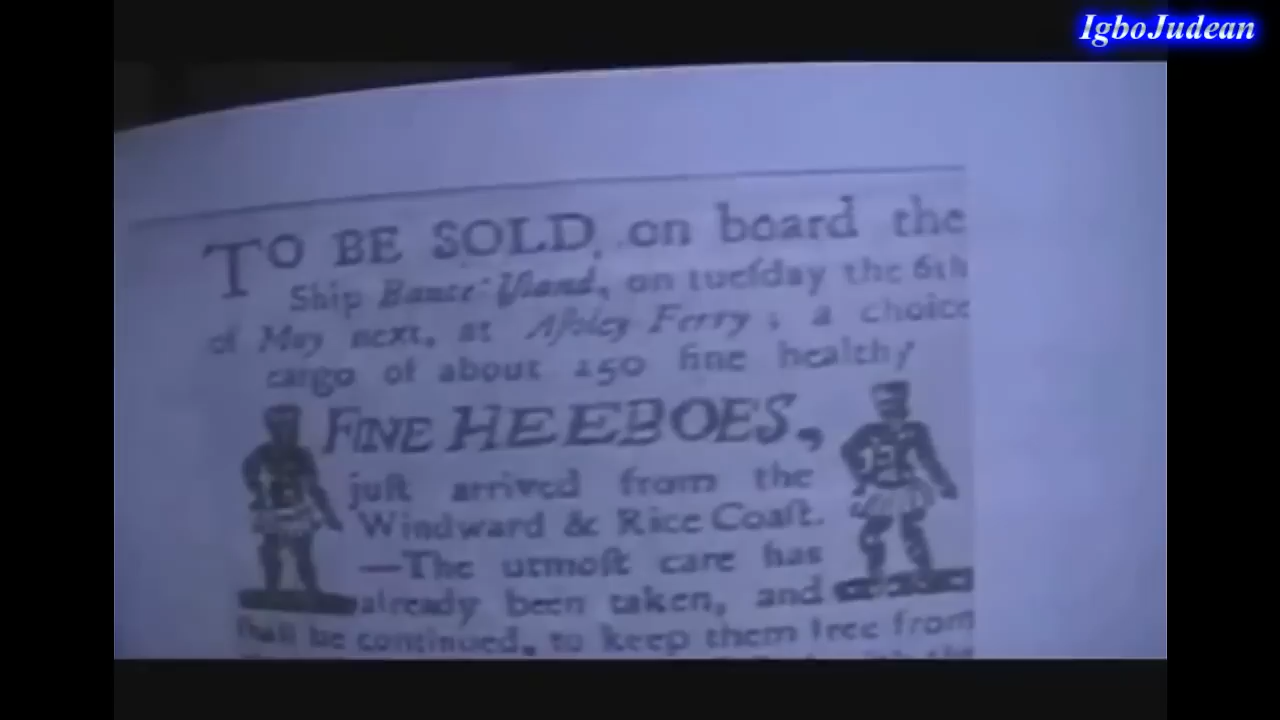 IgboJudean
TO BE SOLD, on board the
Ship Bance-Yland, on tueſday the 6th
of May next, at Aſhley Ferry; a choice
cargo of about 250 fine healthy
FINE HEEBOES,
juſt arrived from the
Windward & Rice Coaſt.
—The utmoſt care has
already been taken, and
ſhall be continued, to keep them free from